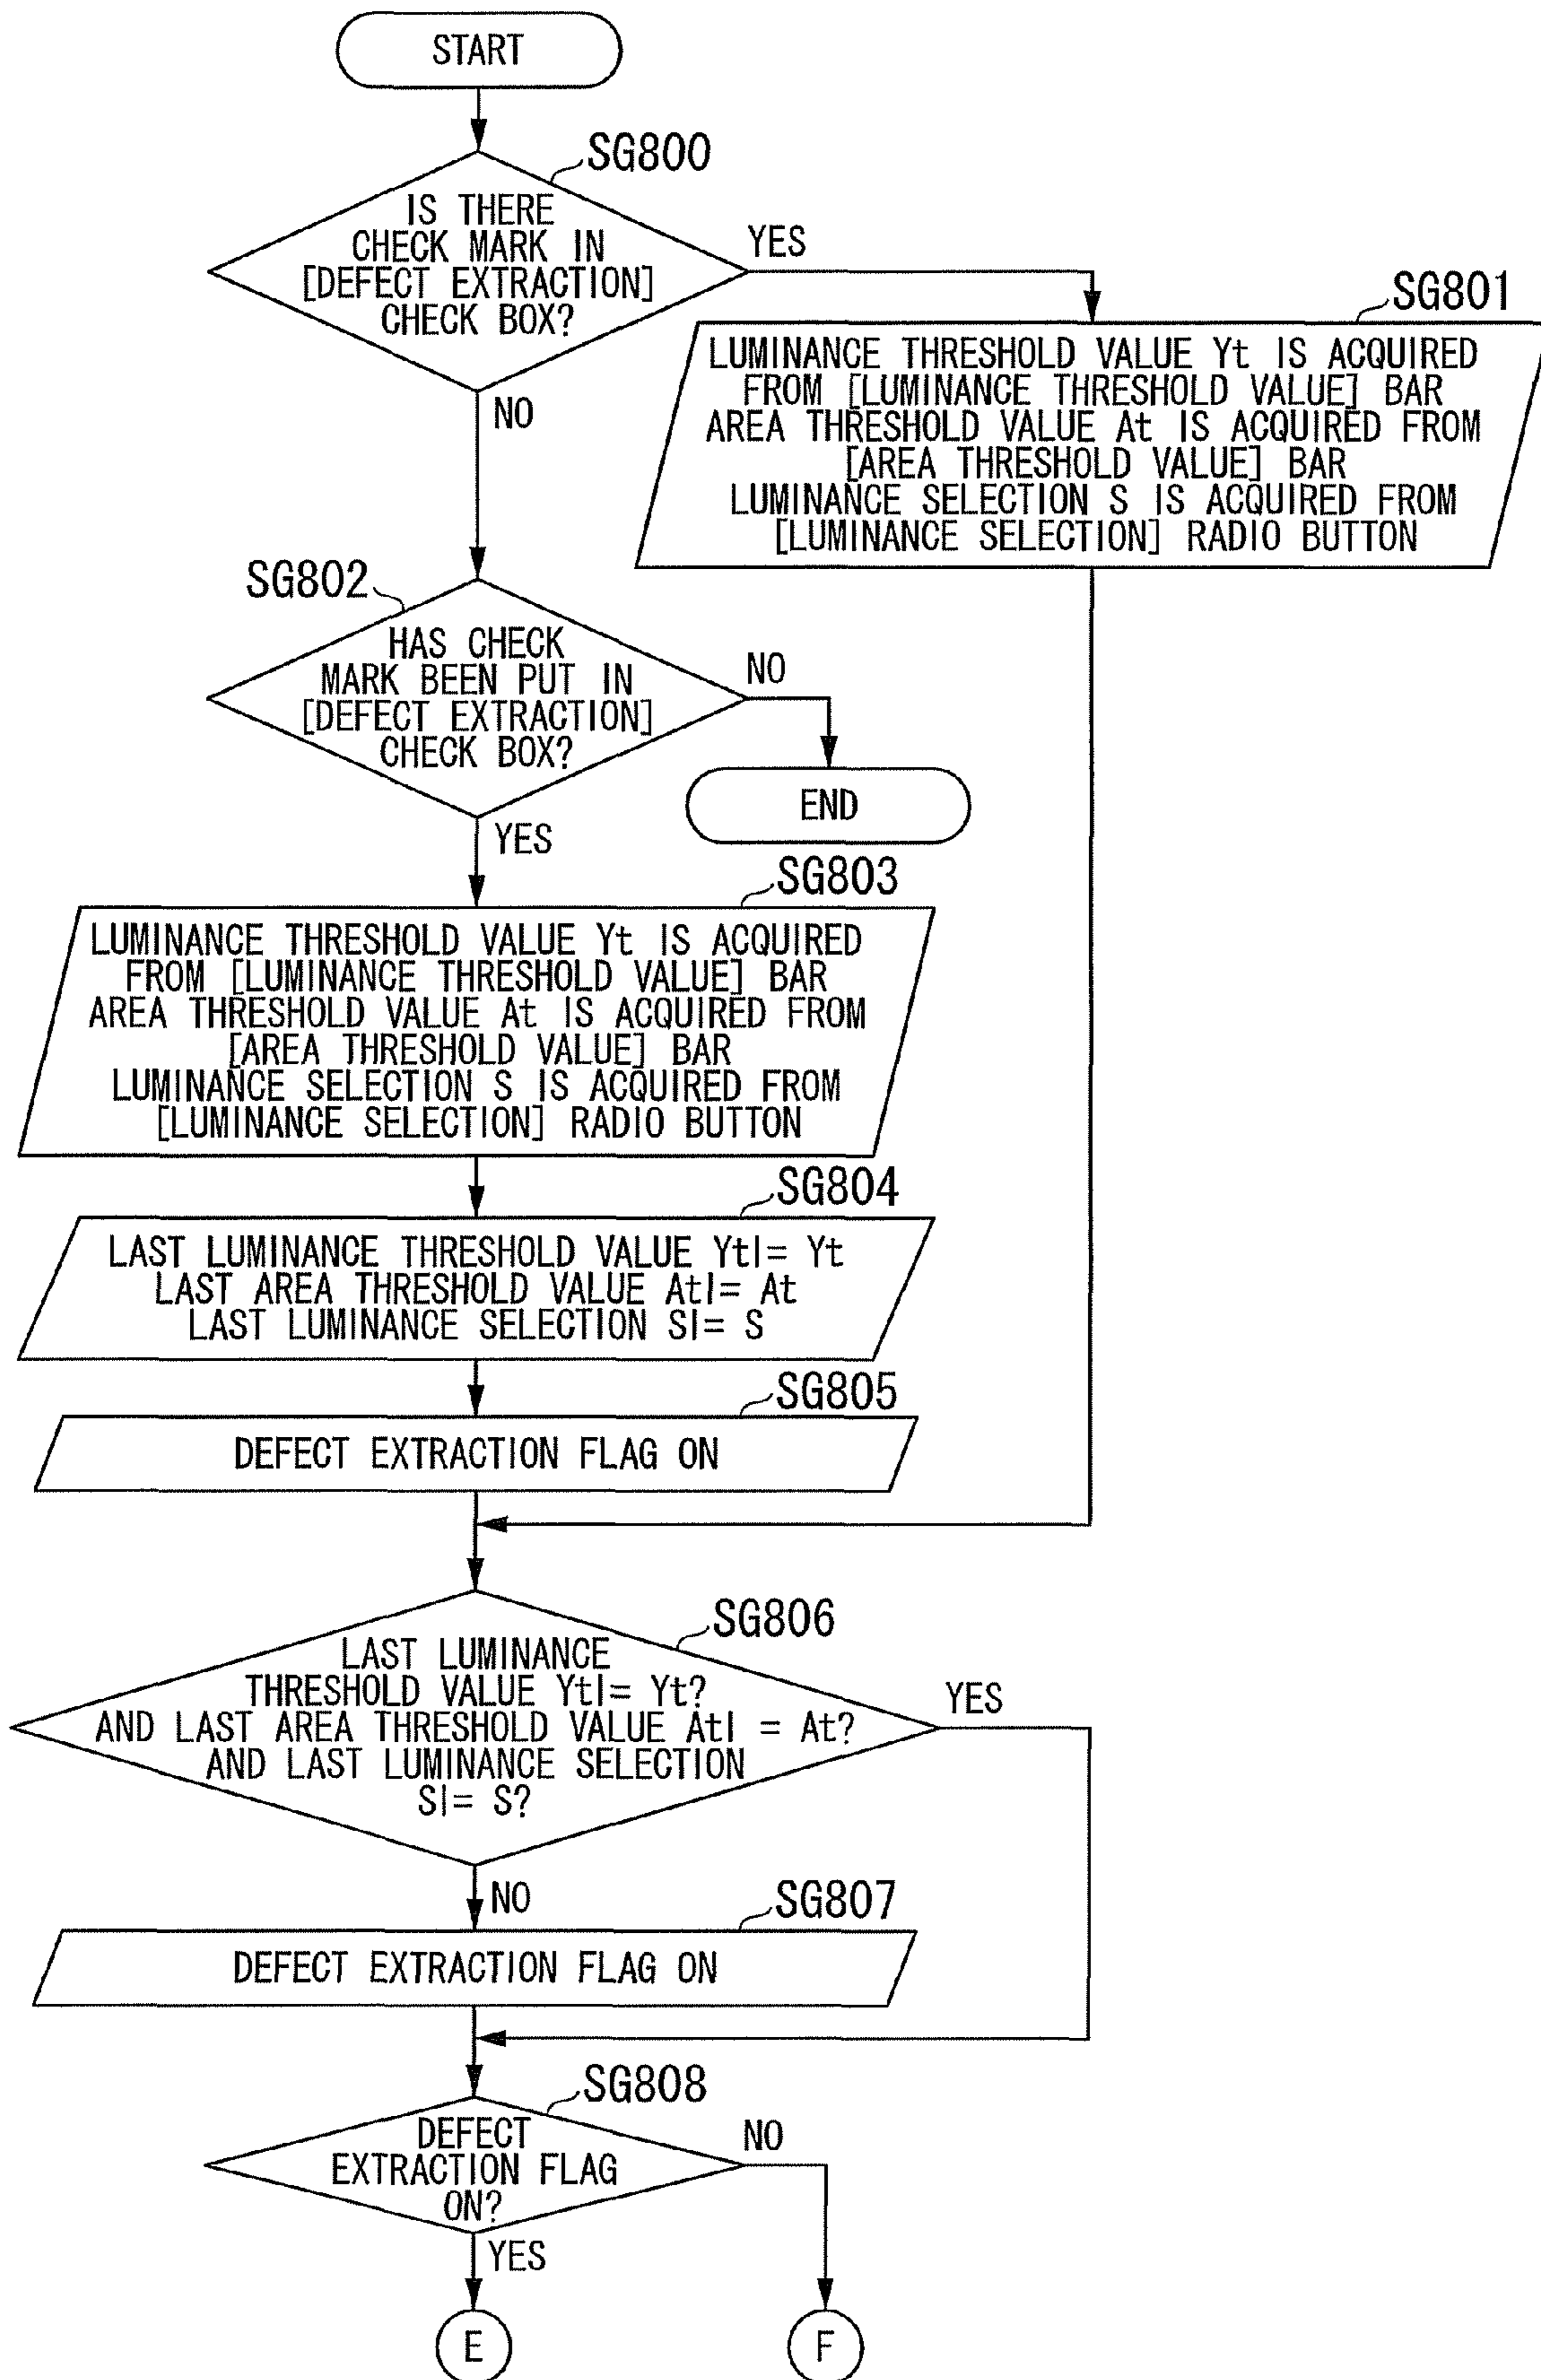 START
SG800
IS THERE
CHECK MARK IN
[DEFECT EXTRACTION]
CHECK BOX?
YES
NO
SG801
LUMINANCE THRESHOLD VALUE Yt IS ACQUIRED
FROM [LUMINANCE THRESHOLD VALUE] BAR
AREA THRESHOLD VALUE At IS ACQUIRED FROM
[AREA THRESHOLD VALUE] BAR
LUMINANCE SELECTION S IS ACQUIRED FROM
[LUMINANCE SELECTION] RADIO BUTTON
SG802
HAS CHECK
MARK BEEN PUT IN
[DEFECT EXTRACTION]
CHECK BOX?
NO
END
YES
SG803
LUMINANCE THRESHOLD VALUE Yt IS ACQUIRED
FROM [LUMINANCE THRESHOLD VALUE] BAR
AREA THRESHOLD VALUE At IS ACQUIRED FROM
[AREA THRESHOLD VALUE] BAR
LUMINANCE SELECTION S IS ACQUIRED FROM
[LUMINANCE SELECTION] RADIO BUTTON
SG804
LAST LUMINANCE THRESHOLD VALUE Ytl= Yt
LAST AREA THRESHOLD VALUE Atl= At
LAST LUMINANCE SELECTION Sl= S
SG805
DEFECT EXTRACTION FLAG ON
SG806
LAST LUMINANCE
THRESHOLD VALUE Ytl= Yt?
AND LAST AREA THRESHOLD VALUE Atl = At?
AND LAST LUMINANCE SELECTION
Sl= S?
YES
NO
SG807
DEFECT EXTRACTION FLAG ON
SG808
DEFECT
EXTRACTION FLAG
ON?
NO
YES
E
F